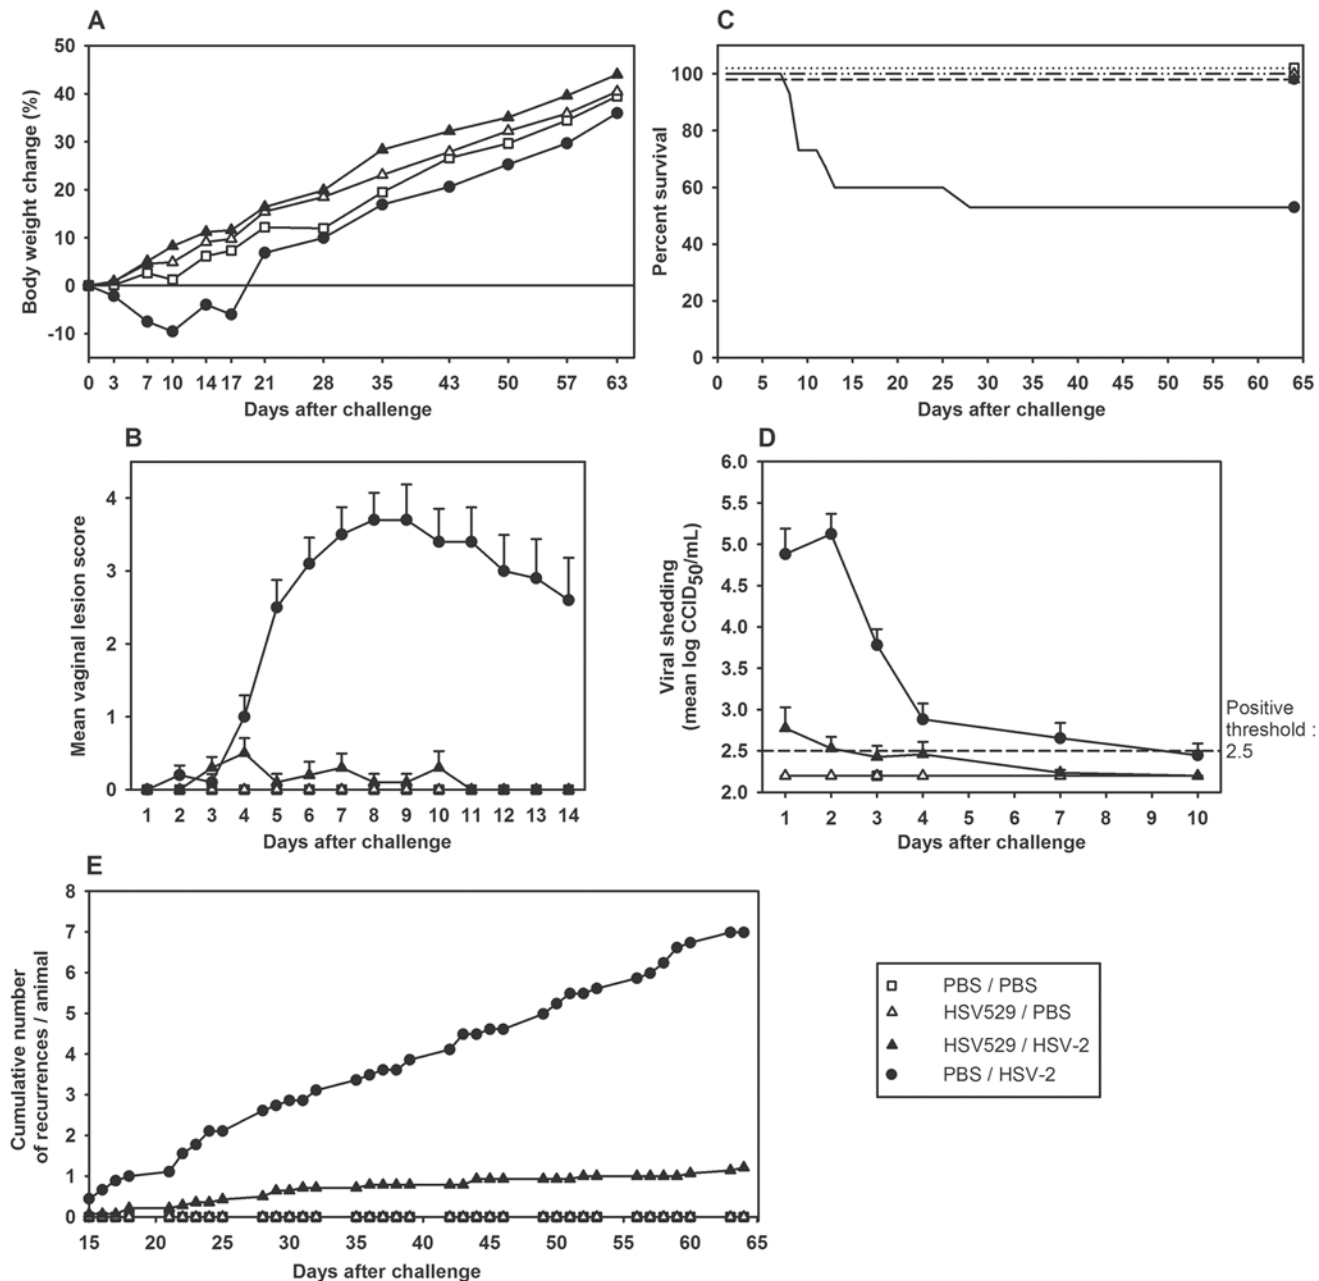 A
Body weight change (%)
50
40
30
20
10
0
-10
0 3 7 10 14 17 21 28 35 43 50 57 63
Days after challenge
C
Percent survival
100
80
60
40
20
0
0 5 10 15 20 25 30 35 40 45 50 55 60 65
Days after challenge
B
Mean vaginal lesion score
4
3
2
1
0
1 2 3 4 5 6 7 8 9 10 11 12 13 14
Days after challenge
D
Viral shedding
(mean log CCID50/mL)
6.0
5.5
5.0
4.5
4.0
3.5
3.0
2.5
2.0
1 2 3 4 5 6 7 8 9 10
Days after challenge
Positive
threshold :
2.5
E
Cumulative number
of recurrences / animal
8
7
6
5
4
3
2
1
0
15 20 25 30 35 40 45 50 55 60 65
Days after challenge
PBS / PBS
HSV529 / PBS
HSV529 / HSV-2
PBS / HSV-2